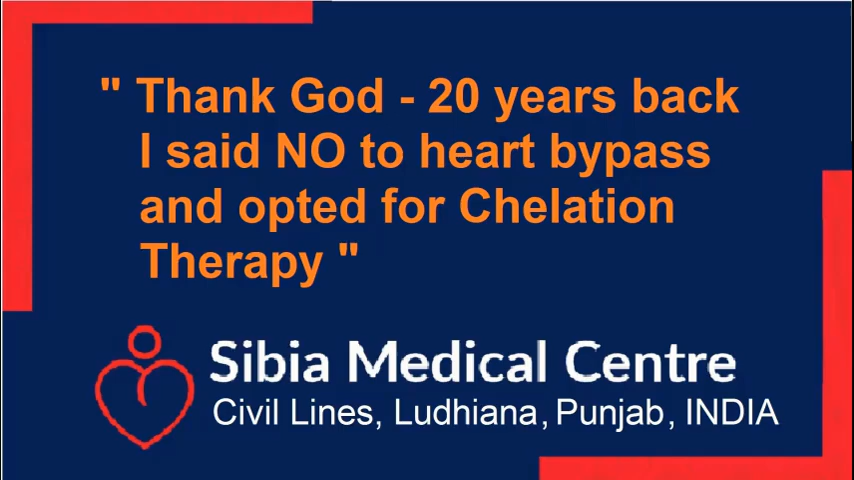 " Thank God - 20 years back
I said NO to heart bypass
and opted for Chelation
Therapy "
Sibia Medical Centre
Civil Lines, Ludhiana, Punjab, INDIA